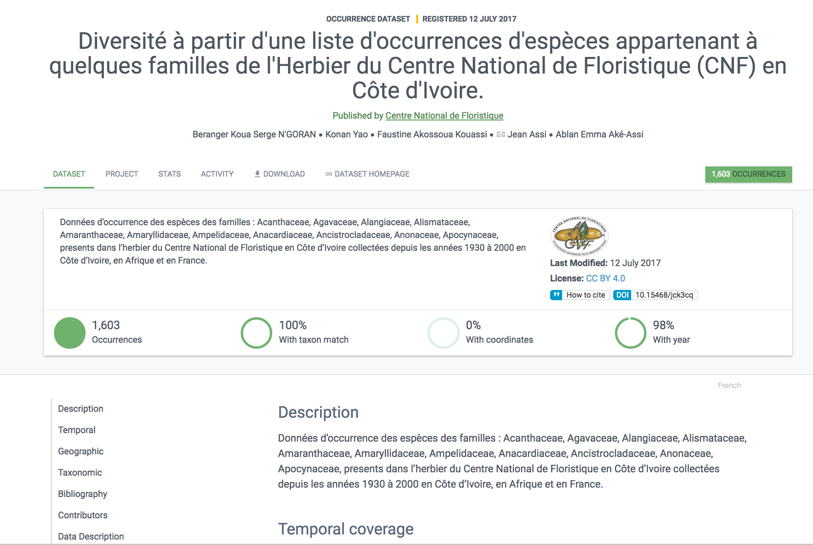 OCCURRENCE DATASET | REGISTERED 12 JULY 2017
Diversité à partir d'une liste d'occurrences d'espèces appartenant à
quelques familles de l'Herbier du Centre National de Floristique (CNF) en
Côte d'Ivoire.
Published by Centre National de Floristique
Beranger Koua Serge N'GORAN • Konan Yao • Faustine Akossoua Kouassi • Jean Assi • Ablan Emma Aké-Assi
DATASET PROJECT STATS ACTIVITY DOWNLOAD DATASET HOMEPAGE 1,603 OCCURRENCES
Données d'occurrence des espèces des familles : Acanthaceae, Agavaceae, Alangiaceae, Alismataceae,
Amaranthaceae, Amaryllidaceae, Ampelidaceae, Anacardiaceae, Ancistrocladaceae, Anonaceae, Apocynaceae,
presents dans l'herbier du Centre National de Floristique en Côte d'Ivoire collectées depuis les années 1930 à 2000 en
Côte d'Ivoire, en Afrique et en France.
CNF
Last Modified: 12 July 2017
License: CC BY 4.0
How to cite DOI 10.15468/jck3cq
1,603
Occurrences
100%
With taxon match
0%
With coordinates
98%
With year
French
Description
Temporal
Geographic
Taxonomic
Bibliography
Contributors
Data Description
Description
Données d'occurrence des espèces des familles : Acanthaceae, Agavaceae, Alangiaceae, Alismataceae,
Amaranthaceae, Amaryllidaceae, Ampelidaceae, Anacardiaceae, Ancistrocladaceae, Anonaceae,
Apocynaceae, presents dans l'herbier du Centre National de Floristique en Côte d'Ivoire collectées
depuis les années 1930 à 2000 en Côte d'Ivoire, en Afrique et en France.
Temporal coverage